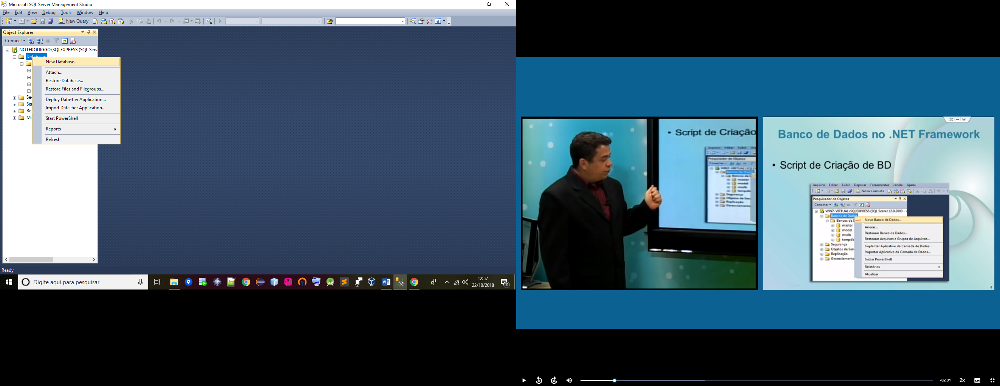 Microsoft SQL Server Management Studio
File Edit View Debug Tools Window Help
New Query
Object Explorer
Connect
NOTEKODIGGO\SQLEXPRESS (SQL Serv
Databases
New Database...
Attach...
Restore Database...
Restore Files and Filegroups...
Deploy Data-tier Application...
Import Data-tier Application...
Start PowerShell
Reports
Refresh
Sec
Ser
Re
Ma
Ready
Digite aqui para pesquisar
12:57
22/10/2018
2
• Script de Criação
Arquivo Editar Exibir De
Pesquisador de Objetos
Conectar
WIN7-VIRTUAL\SQLE
Bancos de Dados
Bancos de D
master
model
msdb
tempdb
Segurança
Objetos de Ser
Replicação
Gerenciamento
Banco de Dados no .NET Framework
• Script de Criação de BD
Arquivo Editar Exibir Depurar Ferramentas Janela Ajuda
Nova Consulta
Pesquisador de Objetos
Conectar
WIN7-VIRTUAL\SQLEXPRESS (SQL Server 12.0.2000 - v
Bancos de Dados
Bancos de D
master
model
msdb
tempdb
Segurança
Objetos de Serv
Replicação
Gerenciamento
Novo Banco de Dados...
Anexar...
Restaurar Banco de Dados...
Restaurar Arquivos e Grupos de Arquivos...
Implantar Aplicativo da Camada de Dados...
Importar Aplicativo da Camada de Dados...
Iniciar PowerShell
Relatórios
Atualizar
4
-32:01
2x